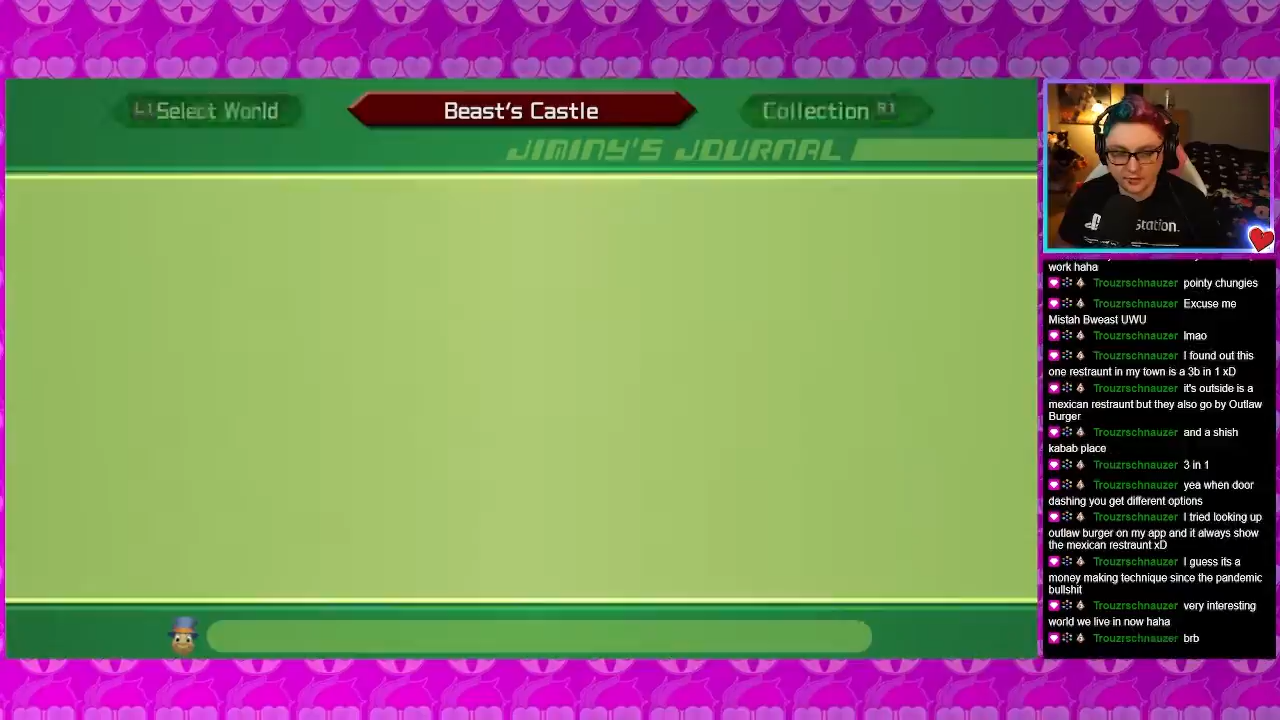 L1 Select World
Beast's Castle
Collection R1
JIMINY'S JOURNAL
Station.
work haha
Trouzrschnauzer pointy chungies
Trouzrschnauzer Excuse me
Mistah Bweast UWU
Trouzrschnauzer lmao
Trouzrschnauzer I found out this
one restraunt in my town is a 3b in 1 xD
Trouzrschnauzer it's outside is a
mexican restraunt but they also go by Outlaw
Burger
Trouzrschnauzer and a shish
kabab place
Trouzrschnauzer 3 in 1
Trouzrschnauzer yea when door
dashing you get different options
Trouzrschnauzer I tried looking up
outlaw burger on my app and it always show
the mexican restraunt xD
Trouzrschnauzer I guess its a
money making technique since the pandemic
bullshit
Trouzrschnauzer very interesting
world we live in now haha
Trouzrschnauzer brb